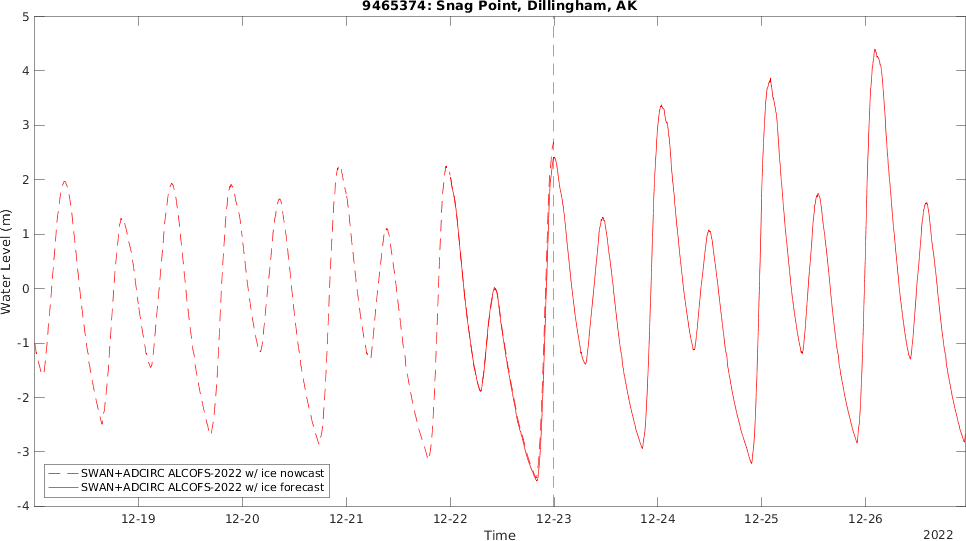 9465374: Snag Point, Dillingham, AK
5
4
3
2
1
0
-1
-2
-3
-4
Water Level (m)
SWAN+ADCIRC ALCOFS-2022 w/ ice nowcast
SWAN+ADCIRC ALCOFS-2022 w/ ice forecast
12-19 12-20 12-21 12-22 12-23 12-24 12-25 12-26
Time
2022